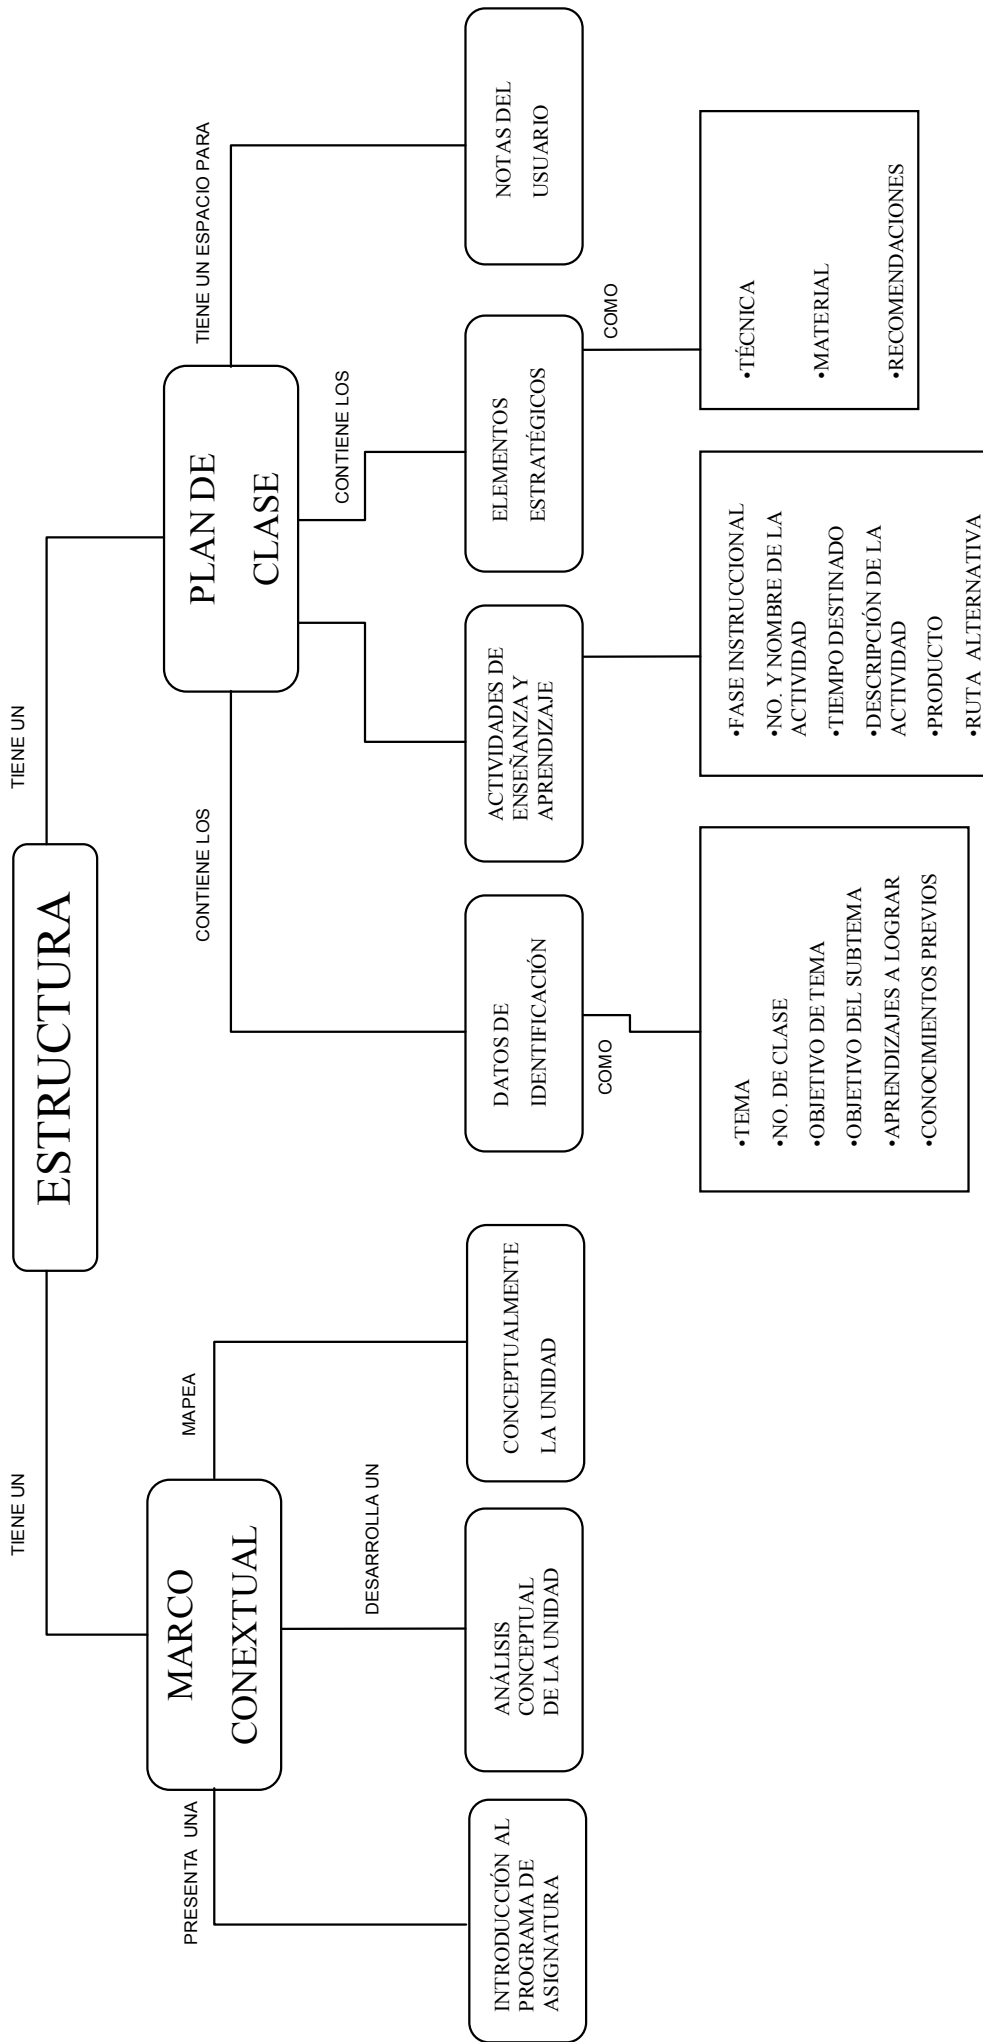 ESTRUCTURA
TIENE UN
TIENE UN
MARCO
CONEXTUAL
PRESENTA UNA
DESARROLLA UN
MAPEA
INTRODUCCIÓN AL
PROGRAMA DE
ASIGNATURA
ANÁLISIS
CONCEPTUAL
DE LA UNIDAD
CONCEPTUALMENTE
LA UNIDAD
PLAN DE
CLASE
CONTIENE LOS
CONTIENE LOS
TIENE UN ESPACIO PARA
DATOS DE
IDENTIFICACIÓN
ACTIVIDADES DE
ENSEÑANZA Y
APRENDIZAJE
ELEMENTOS
ESTRATÉGICOS
NOTAS DEL
USUARIO
COMO
COMO
•TEMA
•NO. DE CLASE
•OBJETIVO DE TEMA
•OBJETIVO DEL SUBTEMA
•APRENDIZAJES A LOGRAR
•CONOCIMIENTOS PREVIOS
•FASE INSTRUCCIONAL
•NO. Y NOMBRE DE LA
ACTIVIDAD
•TIEMPO DESTINADO
•DESCRIPCIÓN DE LA
ACTIVIDAD
•PRODUCTO
•RUTA ALTERNATIVA
•TÉCNICA
•MATERIAL
•RECOMENDACIONES